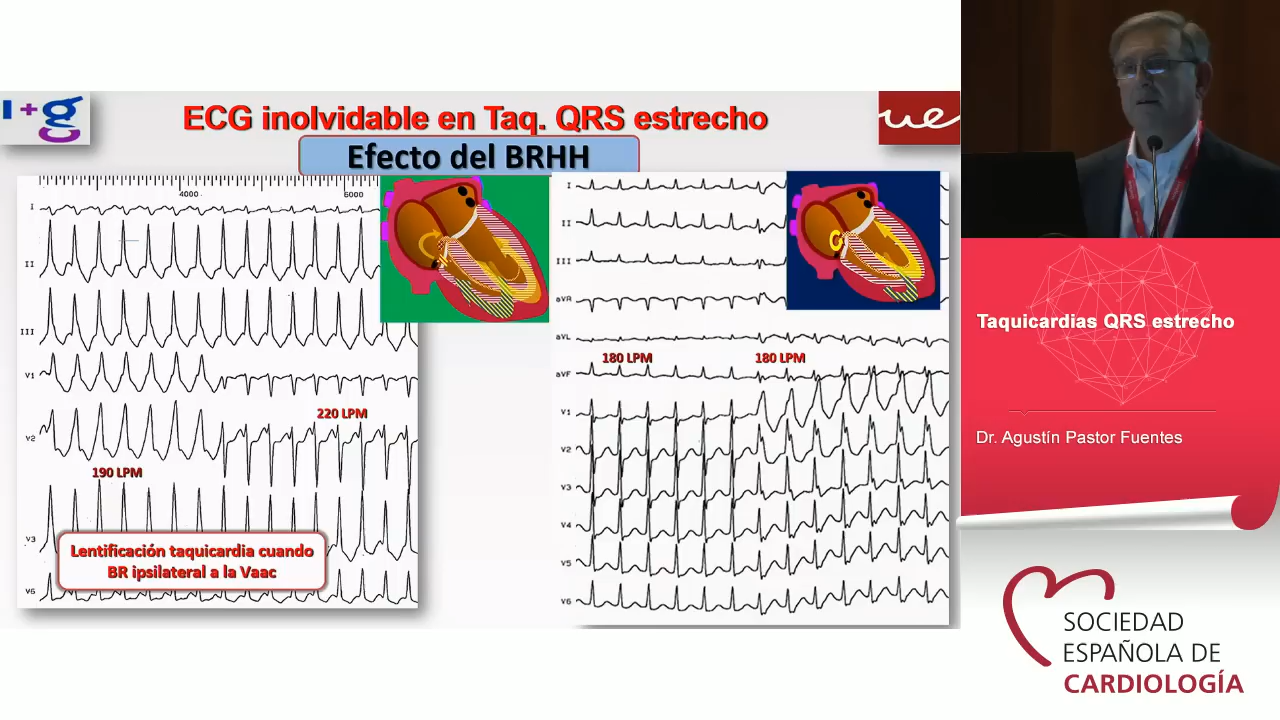 i+g
ECG inolvidable en Taq. QRS estrecho
ue
Efecto del BRHH
4000
6000
I
II
III
V1
V2
V3
V6
220 LPM
190 LPM
Lentificación taquicardia cuando
BR ipsilateral a la Vaac
I
II
III
aVR
aVL
aVF
V1
V2
V3
V4
V5
V6
180 LPM
180 LPM
Taquicardias QRS estrecho
Dr. Agustín Pastor Fuentes
SOCIEDAD
ESPAÑOLA DE
CARDIOLOGÍA